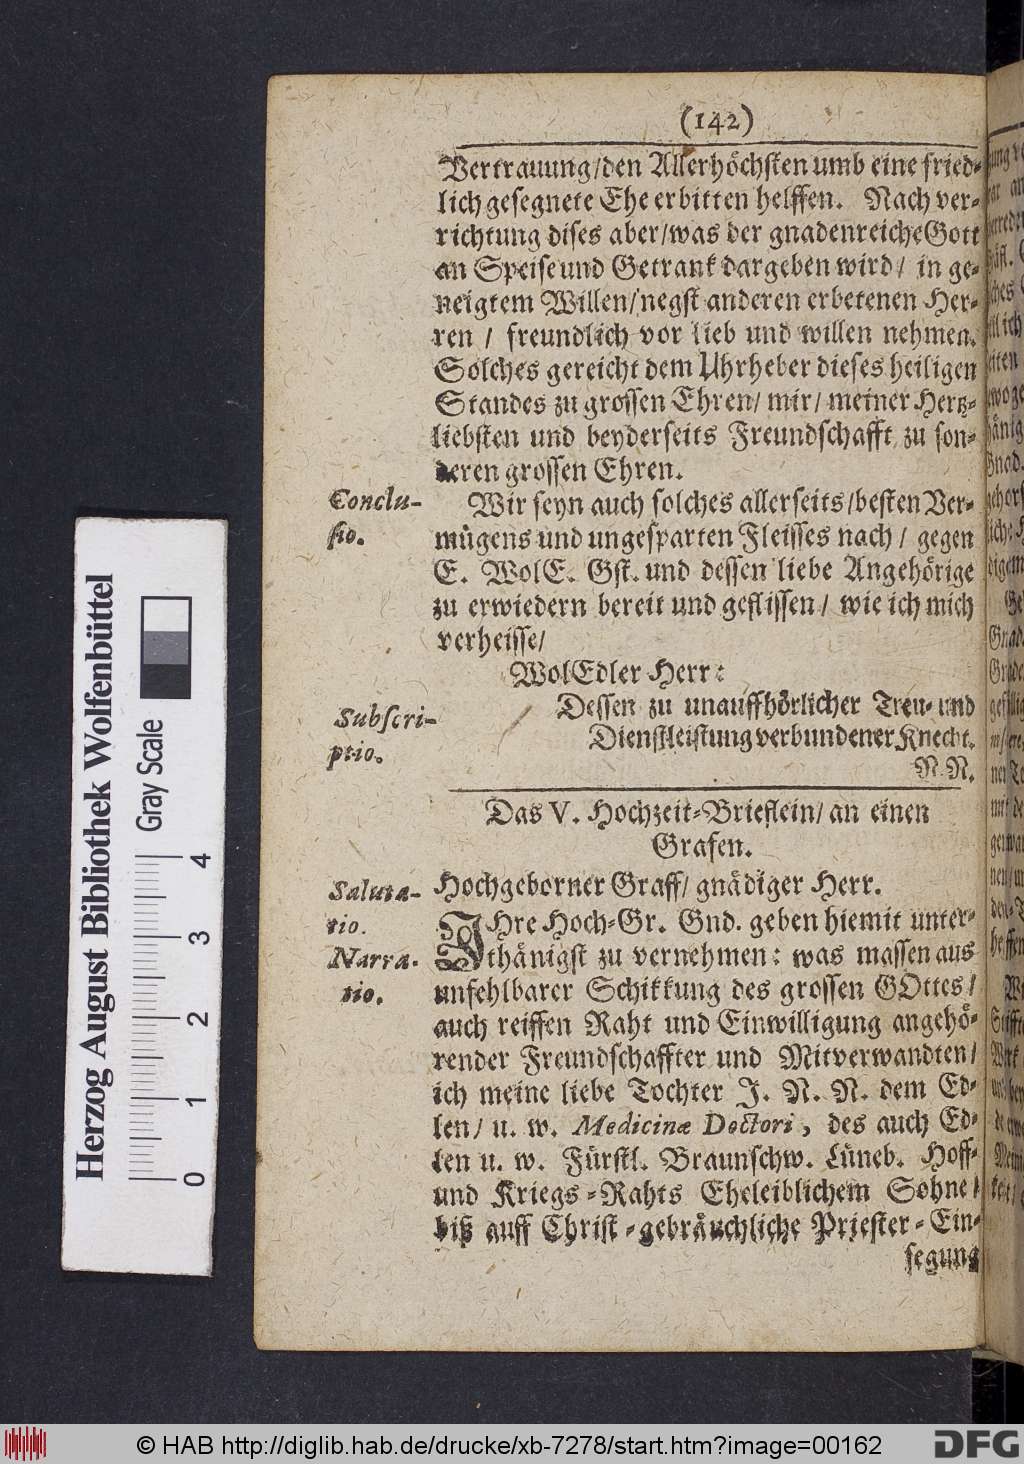 (142)
Vertrauung/den Allerhöchsten umb eine fried-
lich gesegnete Ehe erbitten helffen. Nach ver-
richtung dises aber/was der gnadenreiche Gott
an Speise und Getrank dargeben wird/ in ge-
neigtem Willen/negst anderen erbetenen Her-
ren / freundlich vor lieb und willen nehmen.
Solches gereicht dem Uhrheber dieses heiligen
Standes zu grossen Ehren/ mir/ meiner Hertz-
liebsten und beyderseits Freundschafft zu son-
deren grossen Ehren.
Conclu-
sio.
Wir seyn auch solches allerseits/besten Ver-
mügens und ungesparten Fleisses nach / gegen
E. WolE. Gst. und dessen liebe Angehörige
zu erwiedern bereit und geflissen/ wie ich mich
verheisse/
WolEdler Herr:
Subscri-
ptio.
Dessen zu unauffhörlicher Treu- und
Dienstleistung verbundener Knecht.
N. N.
Das V. Hochzeit-Brieflein/ an einen
Grafen.
Saluta-
tio.
Hochgeborner Graff/ gnädiger Herr.
Narra-
tio.
IHre Hoch-Gr. Gnd. geben hiemit unter-
thänigst zu vernehmen: was massen aus
unfehlbarer Schikkung des grossen GOttes/
auch reiffen Raht und Einwilligung angehö-
render Freundschaffter und Mitverwandten/
ich meine liebe Tochter J. N. N. dem Ed-
len/ u. w. Medicinæ Doctori, des auch Ed-
len u. w. Fürstl. Braunschw. Lüneb. Hoff-
und Kriegs-Rahts Eheleiblichem Sohne/
biß auff Christ-gebräuchliche Priester-Ein-
segung
Herzog August Bibliothek Wolfenbüttel
Gray Scale
0 1 2 3 4
© HAB http://diglib.hab.de/drucke/xb-7278/start.htm?image=00162
DFG